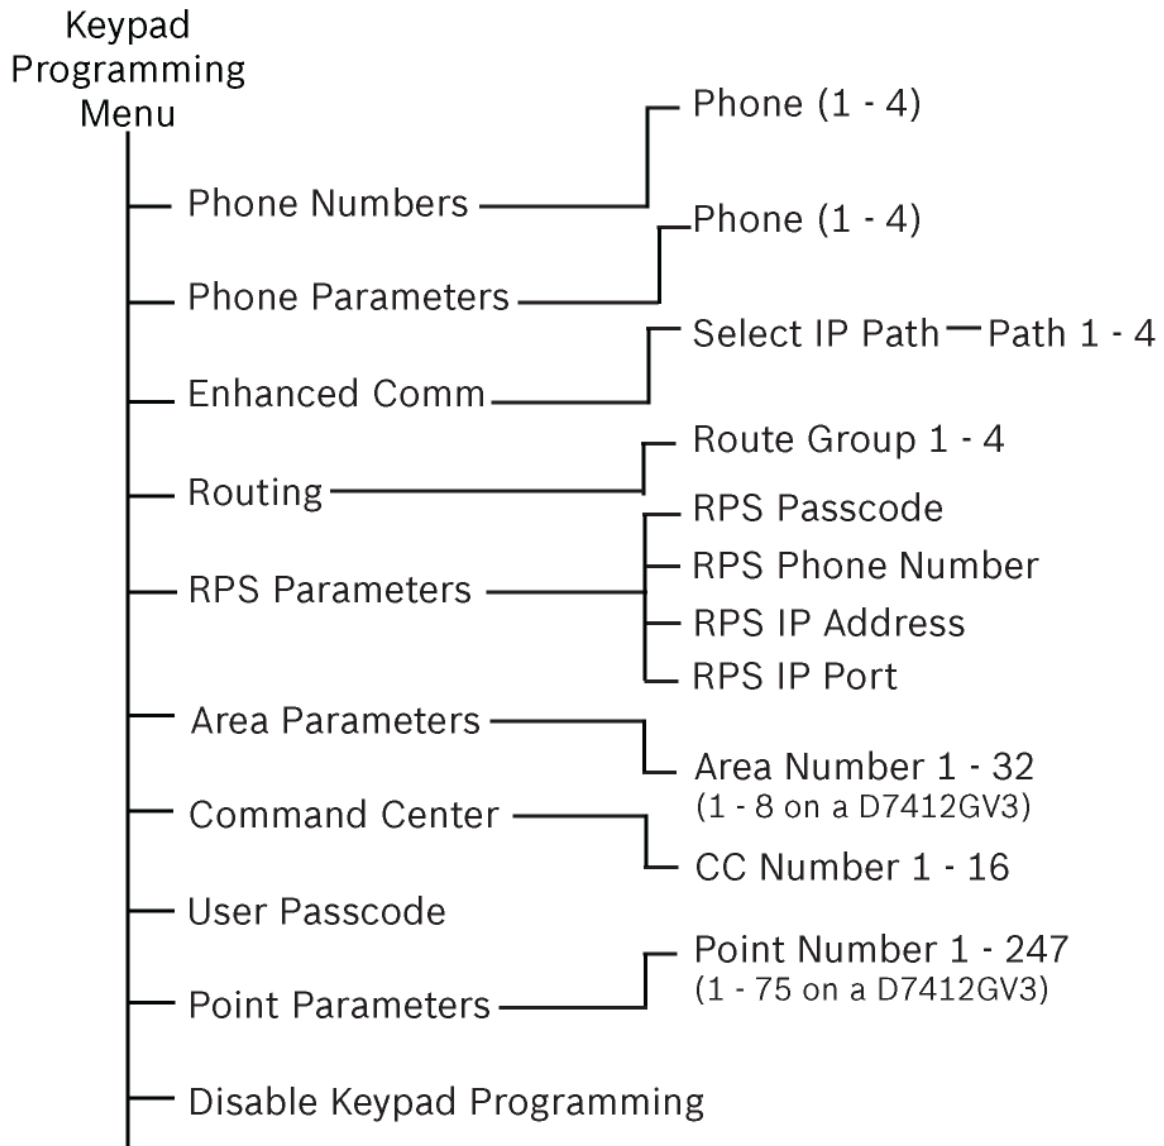 Keypad
Programming
Menu
Phone Numbers
Phone (1 - 4)
Phone Parameters
Phone (1 - 4)
Enhanced Comm
Select IP Path
Path 1 - 4
Routing
Route Group 1 - 4
RPS Parameters
RPS Passcode
RPS Phone Number
RPS IP Address
RPS IP Port
Area Parameters
Area Number 1 - 32
(1 - 8 on a D7412GV3)
Command Center
CC Number 1 - 16
User Passcode
Point Parameters
Point Number 1 - 247
(1 - 75 on a D7412GV3)
Disable Keypad Programming